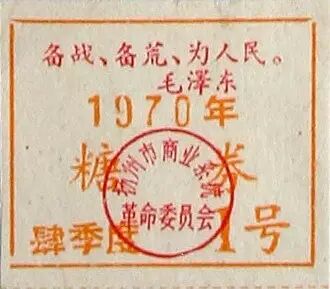 备战、备荒、为人民。
毛澤东
1970年
糖 券
杭州市商业系统
革命委员会
肆季度 1号